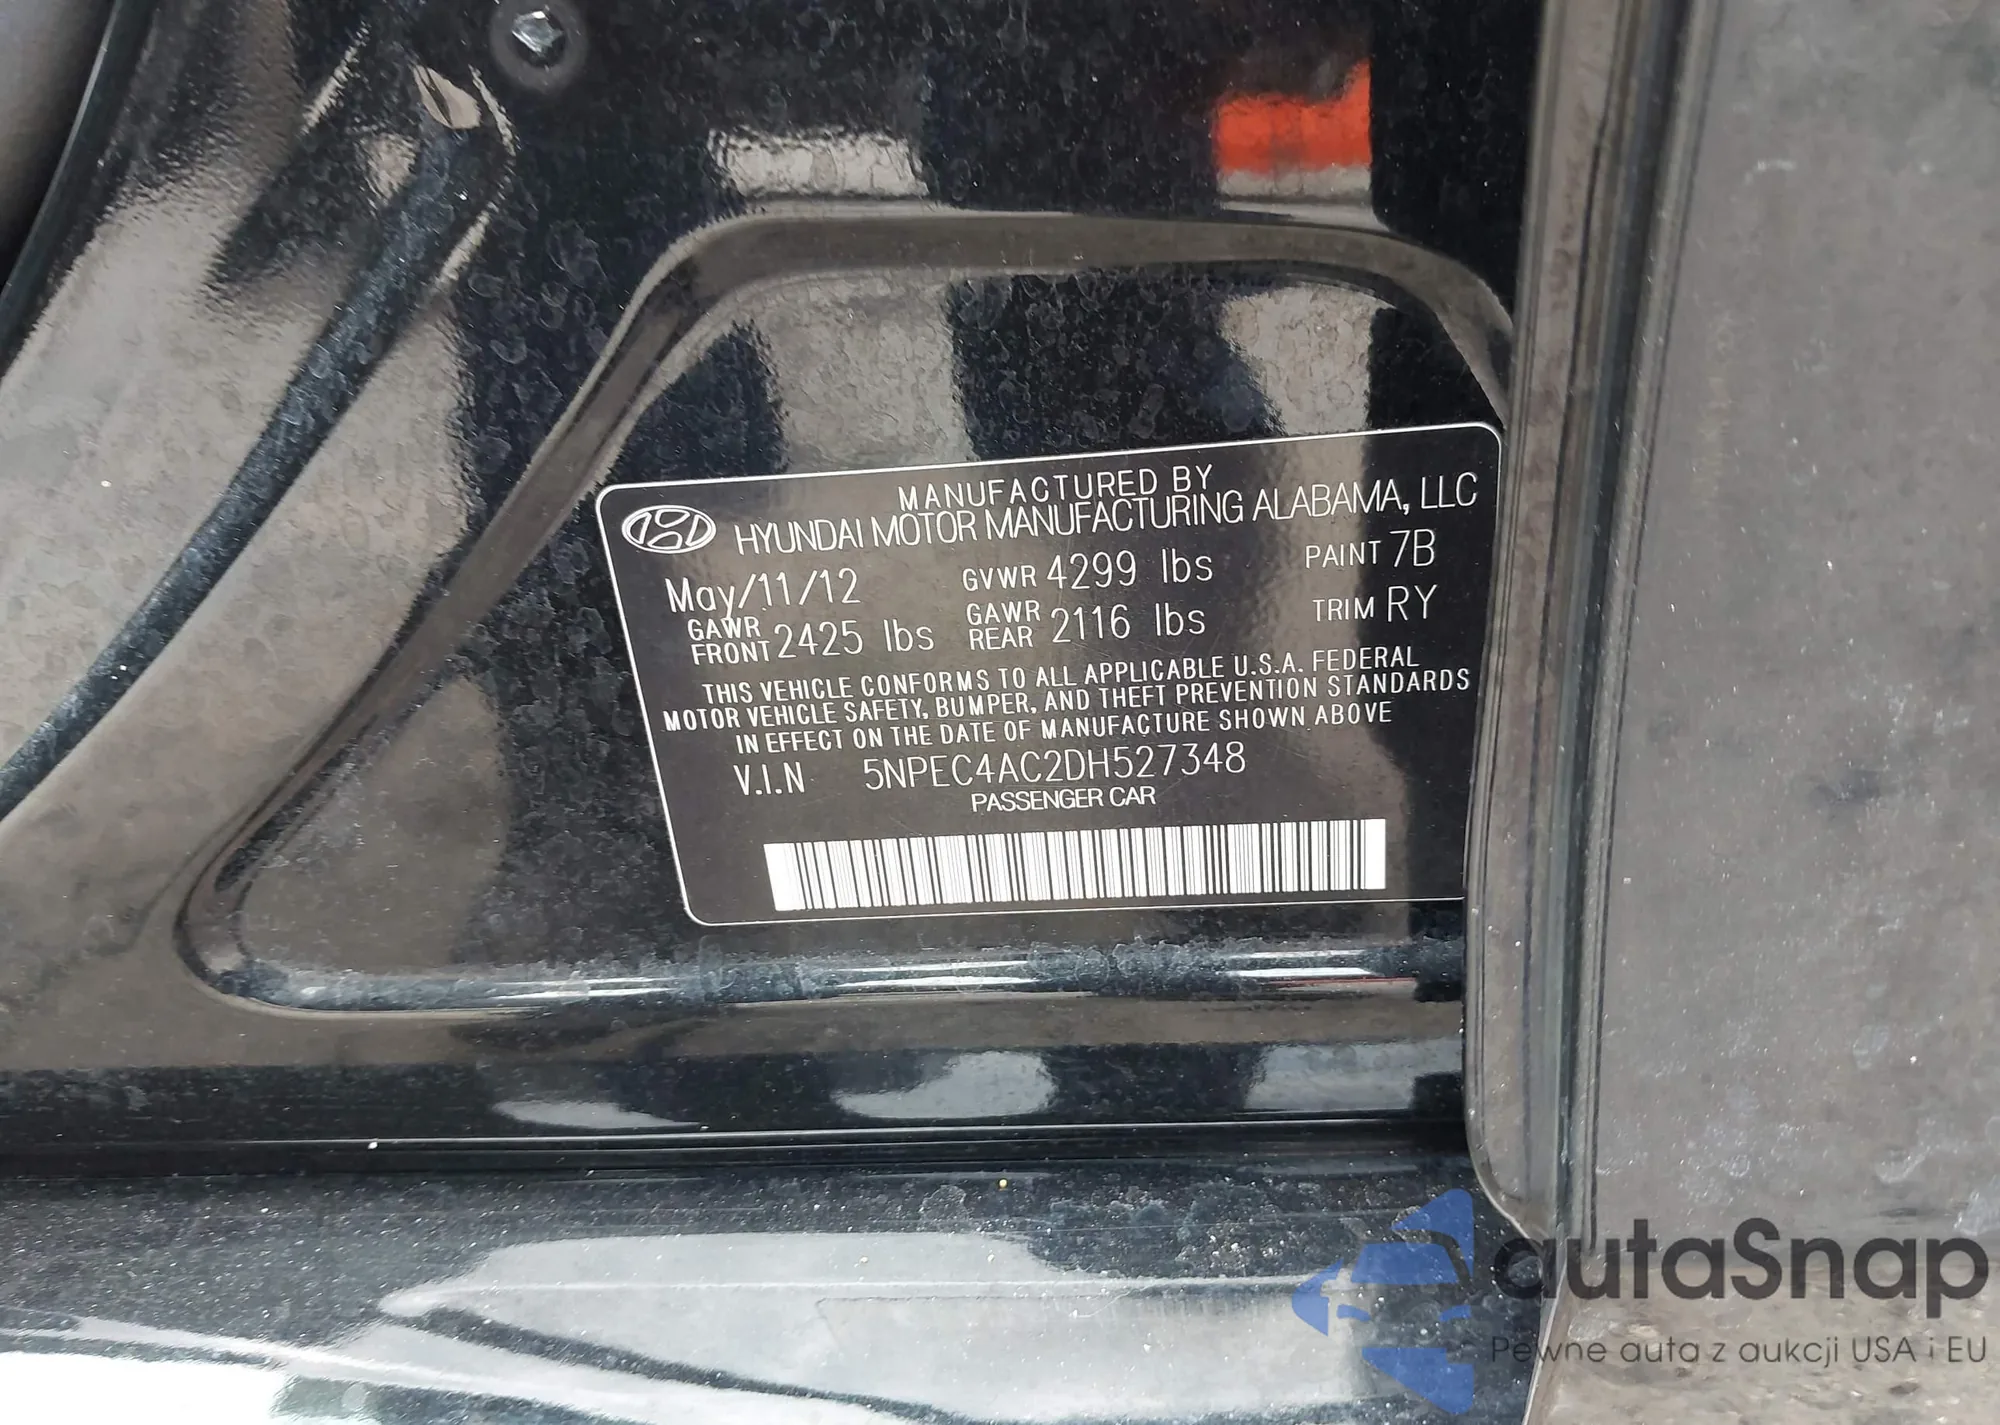 MANUFACTURED BY
HYUNDAI MOTOR MANUFACTURING ALABAMA, LLC
May/11/12 GVWR 4299 lbs PAINT 7B
GAWR FRONT 2425 lbs GAWR REAR 2116 lbs TRIM RY
THIS VEHICLE CONFORMS TO ALL APPLICABLE U.S.A. FEDERAL
MOTOR VEHICLE SAFETY, BUMPER, AND THEFT PREVENTION STANDARDS
IN EFFECT ON THE DATE OF MANUFACTURE SHOWN ABOVE
V.I.N 5NPEC4AC2DH527348
PASSENGER CAR
autaSnap
Pewne auta z aukcji USA i EU